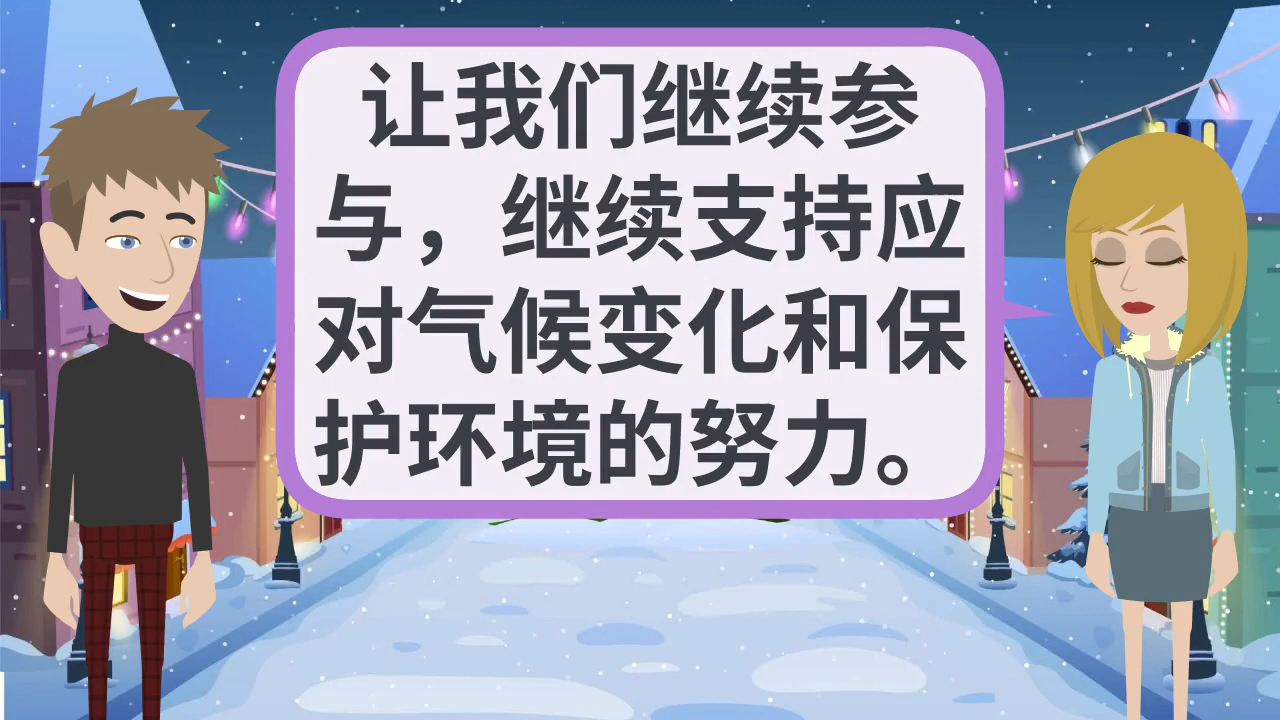 让我们继续参
与，继续支持应
对气候变化和保
护环境的努力。